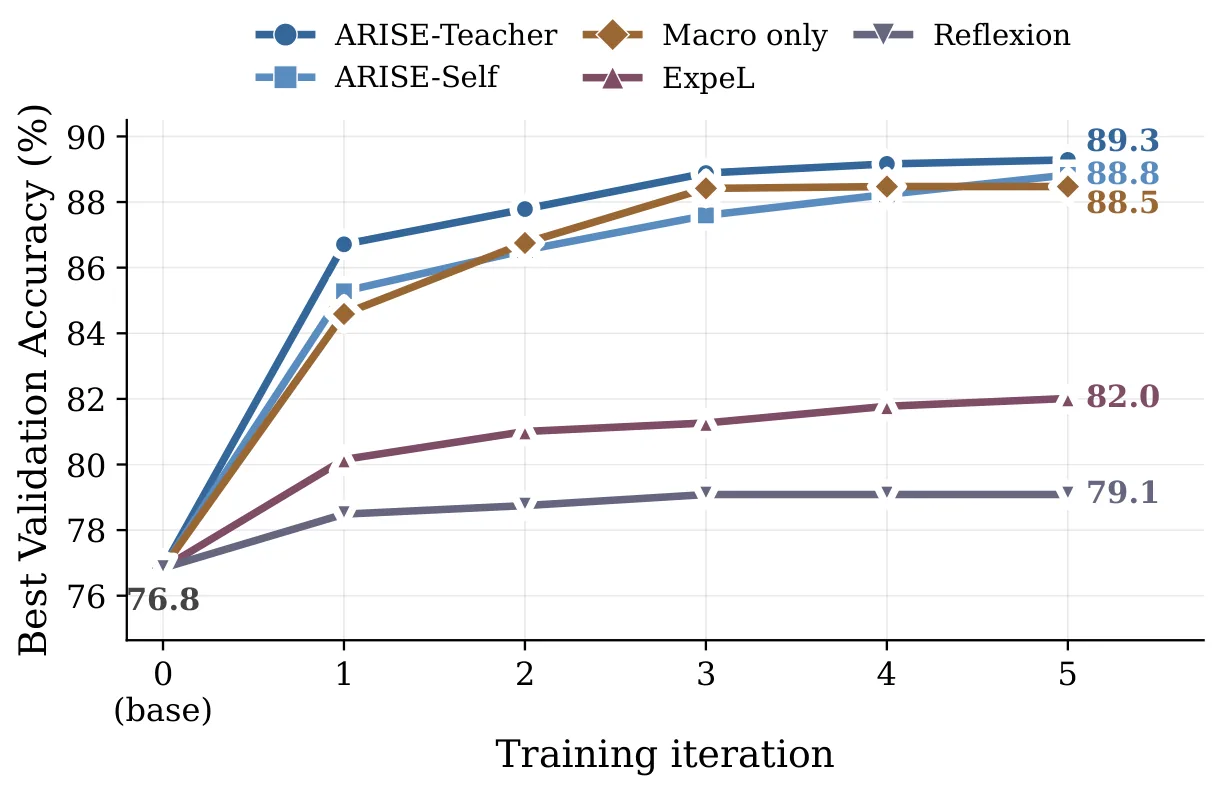 ARISE-Teacher Macro only Reflexion
ARISE-Self ExpeL
Best Validation Accuracy (%)
90
88
86
84
82
80
78
76
89.3
88.8
88.5
82.0
79.1
76.8
0 1 2 3 4 5
(base)
Training iteration